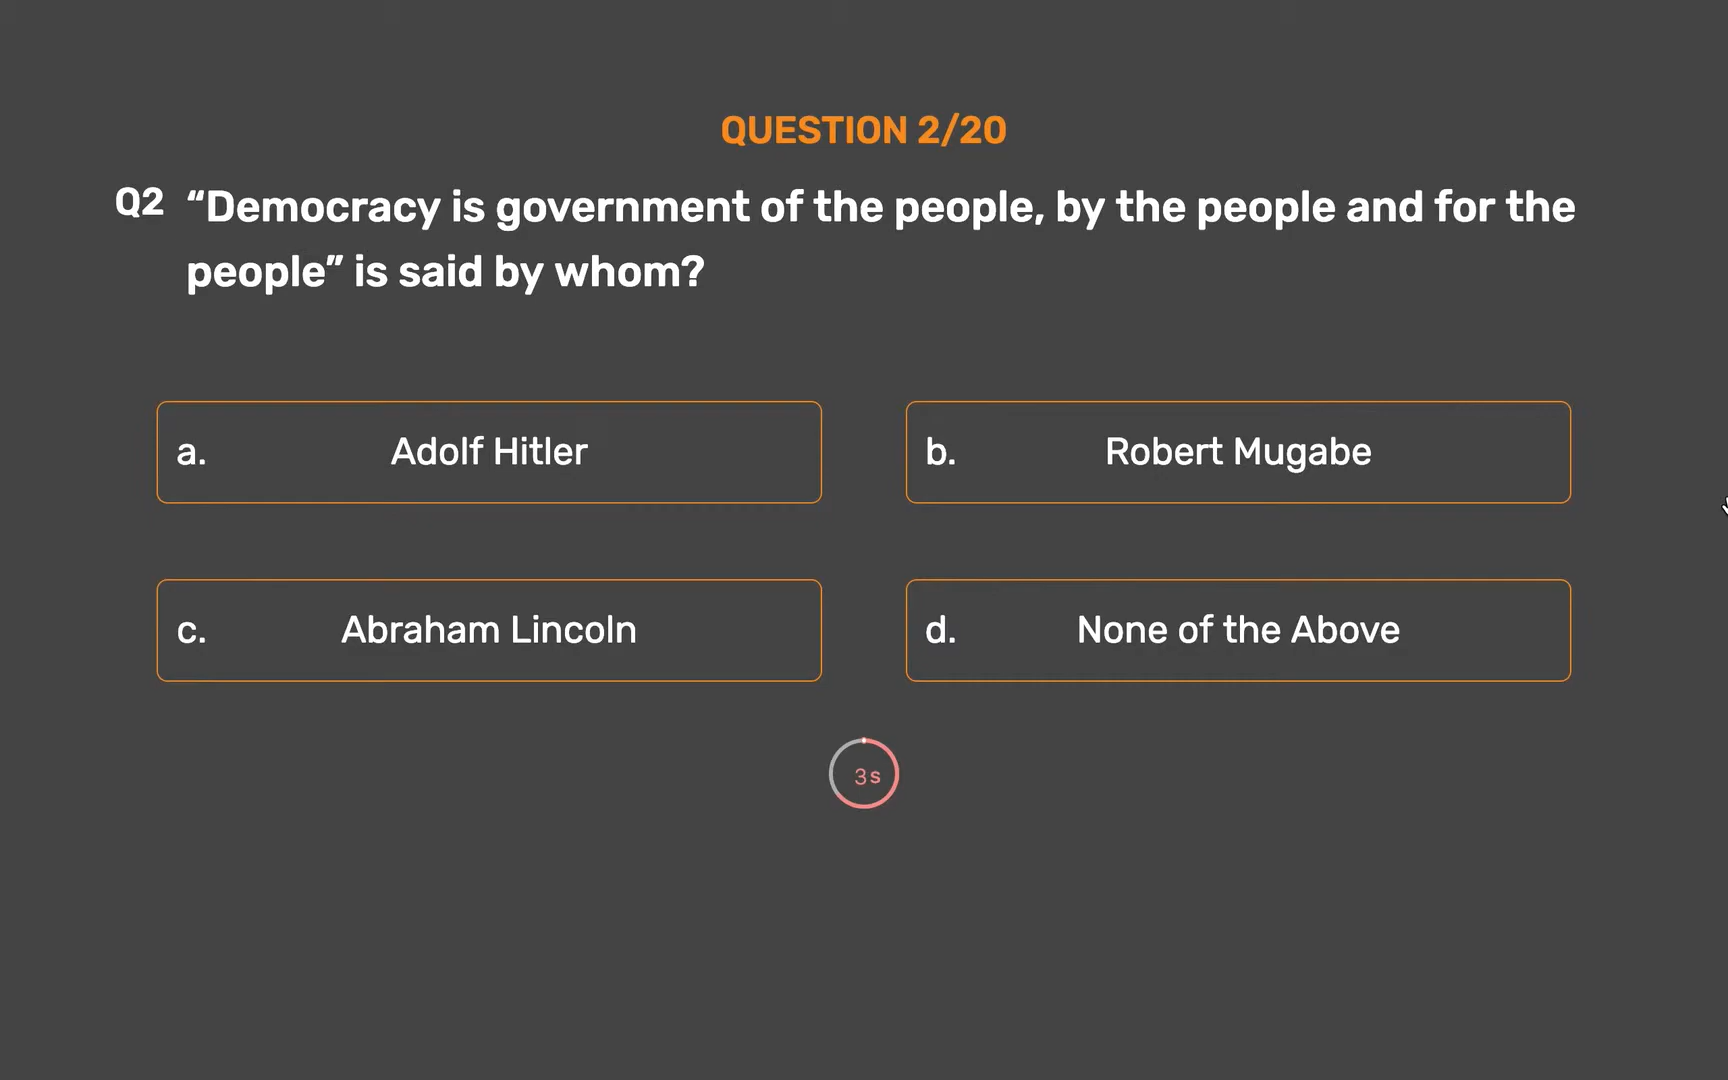 QUESTION 2/20
Q2 “Democracy is government of the people, by the people and for the
people” is said by whom?
a. Adolf Hitler
b. Robert Mugabe
c. Abraham Lincoln
d. None of the Above
3s